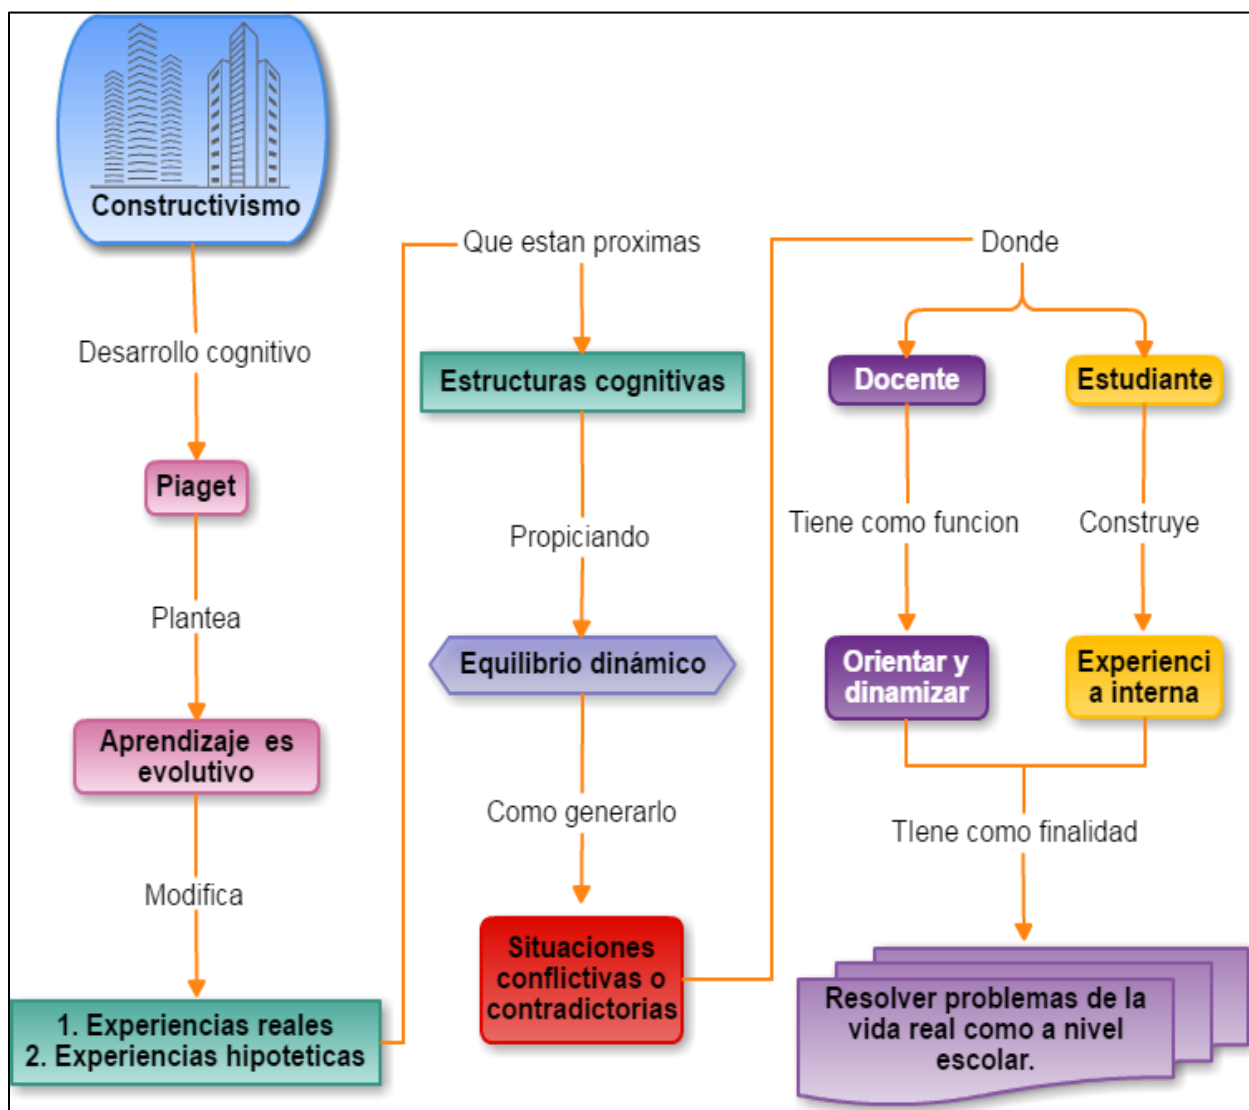 Constructivismo
Desarrollo cognitivo
Piaget
Plantea
Aprendizaje es
evolutivo
Modifica
1. Experiencias reales
2. Experiencias hipoteticas
Que estan proximas
Estructuras cognitivas
Propiciando
Equilibrio dinámico
Como generarlo
Situaciones
conflictivas o
contradictorias
Donde
Docente
Tiene como funcion
Orientar y
dinamizar
Estudiante
Construye
Experienci
a interna
TIene como finalidad
Resolver problemas de la
vida real como a nivel
escolar.